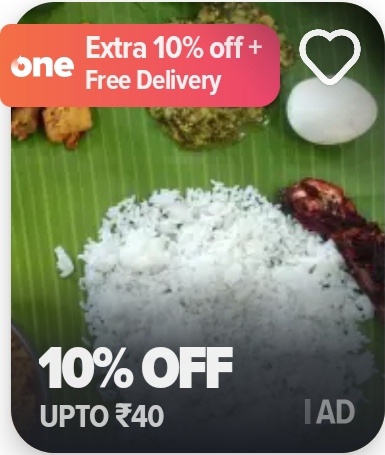 one
Extra 10% off +
Free Delivery
10% OFF
UPTO ₹40
AD